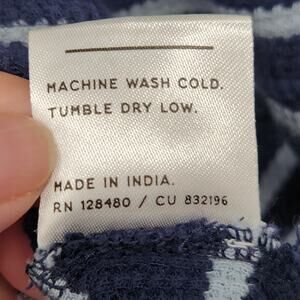 MACHINE WASH COLD.
TUMBLE DRY LOW.
MADE IN INDIA.
RN 128480 / CU 832196